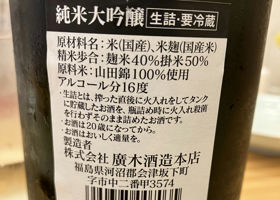 純米大吟醸 生詰・要冷蔵
原材料名：米(国産)、米麹(国産米)
精米歩合：麹米40％掛米50％
原料米：山田錦100％使用
アルコール分16度
・生詰とは、搾った直後に火入れをしてタンク
に貯蔵したお酒を、瓶詰め時に火入れ殺菌
を行わずそのまま詰めたお酒です。
・お酒は20歳になってから。
・お酒はおいしく適量を。
製造者
株式会社 廣木酒造本店
福島県河沼郡会津坂下町
字市中二番甲3574